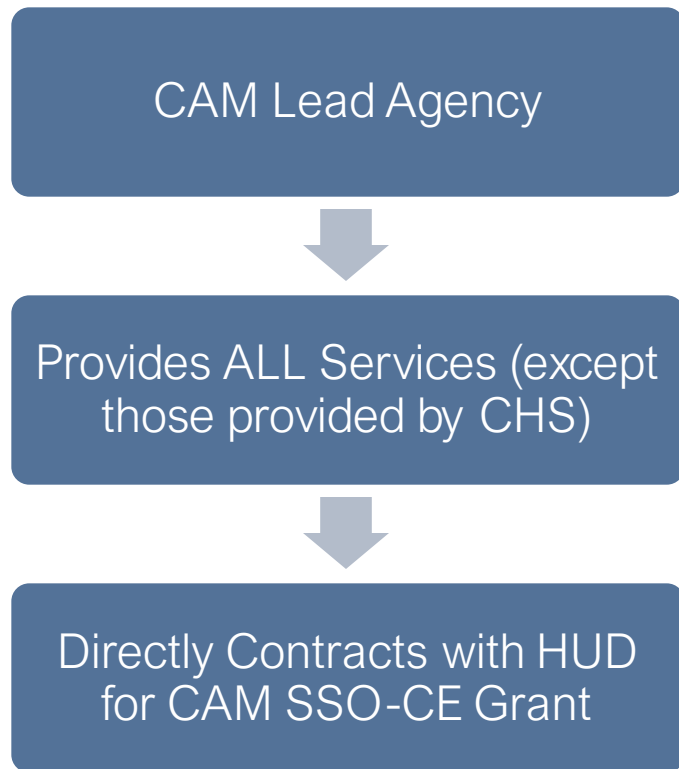 CAM Lead Agency
Provides ALL Services (except
those provided by CHS)
Directly Contracts with HUD
for CAM SSO-CE Grant